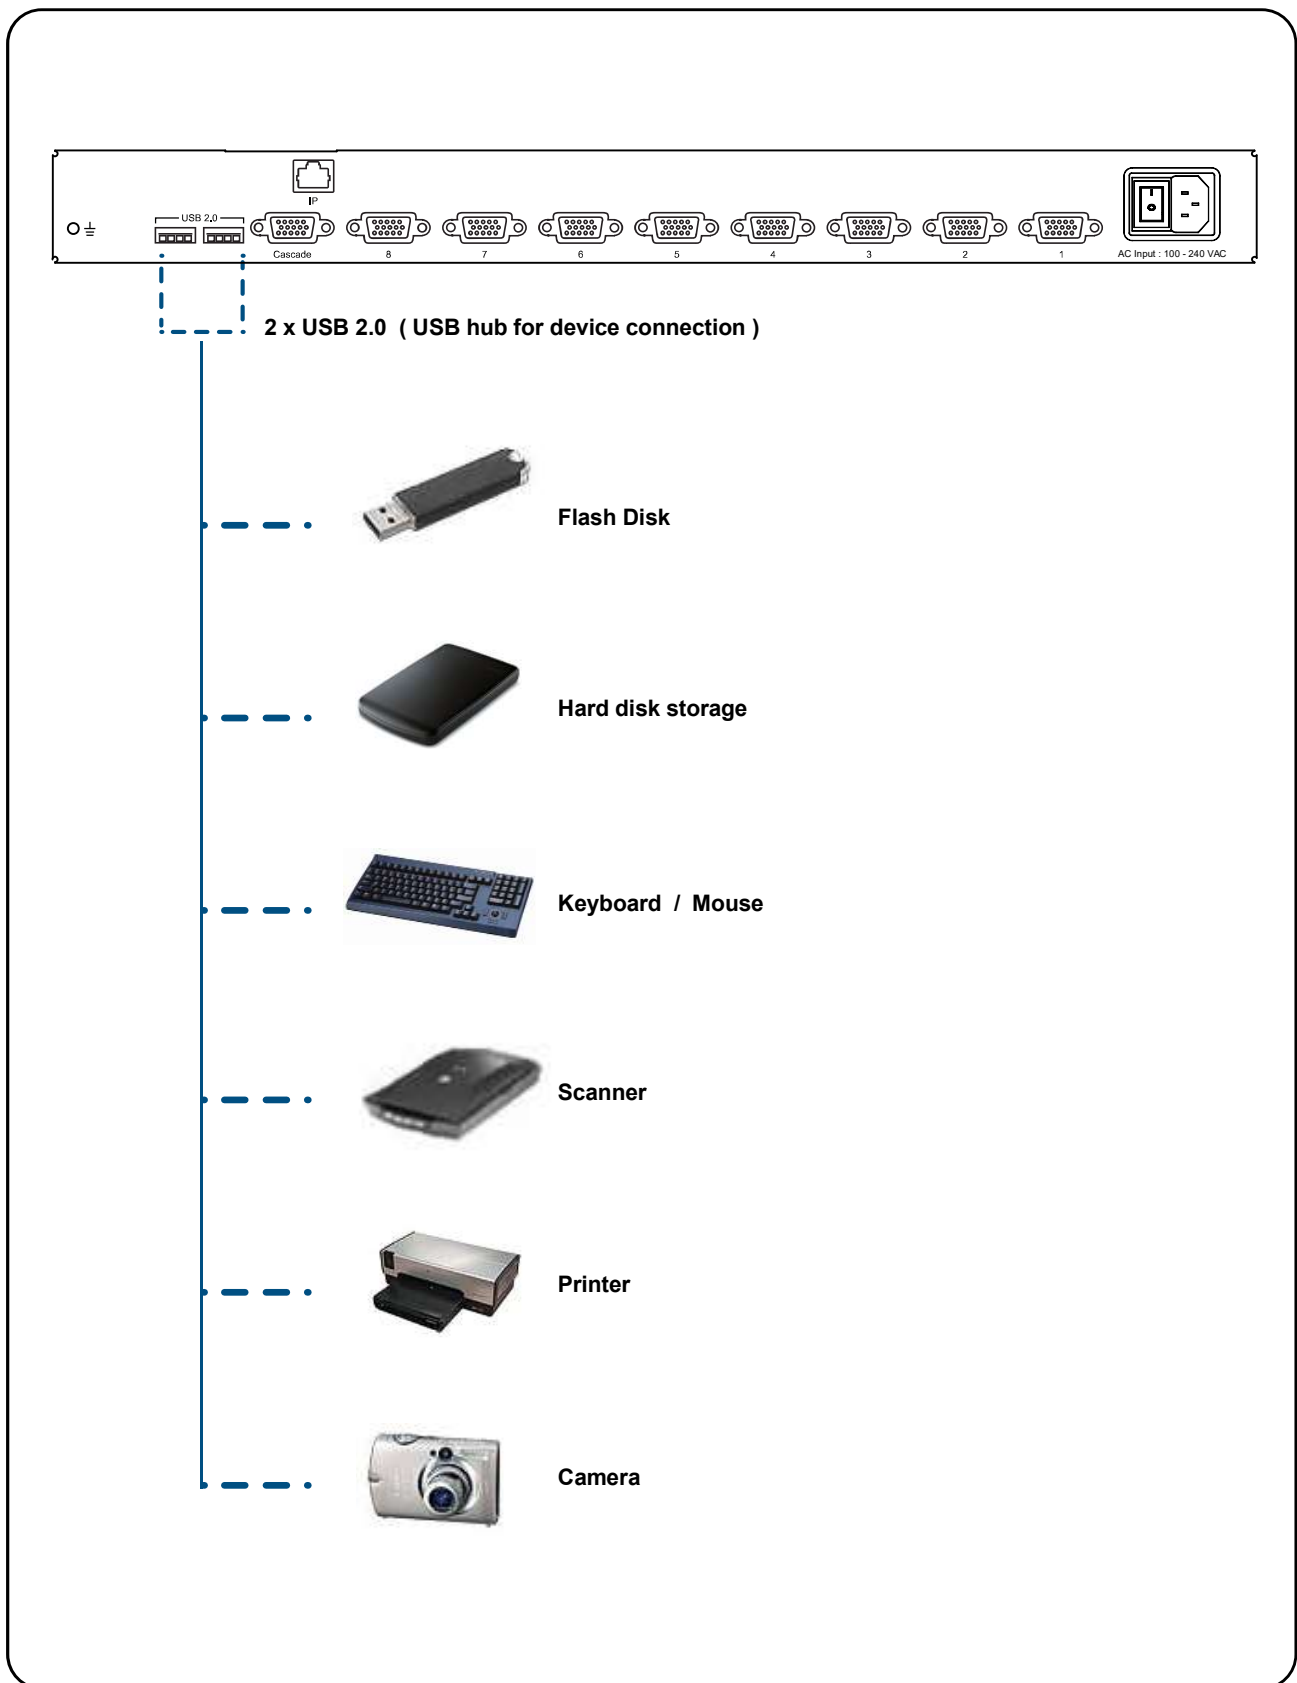 IP
USB 2.0
Cascade 8 7 6 5 4 3 2 1 AC Input : 100 - 240 VAC
2 x USB 2.0 ( USB hub for device connection )
Flash Disk
Hard disk storage
Keyboard / Mouse
Scanner
Printer
Camera